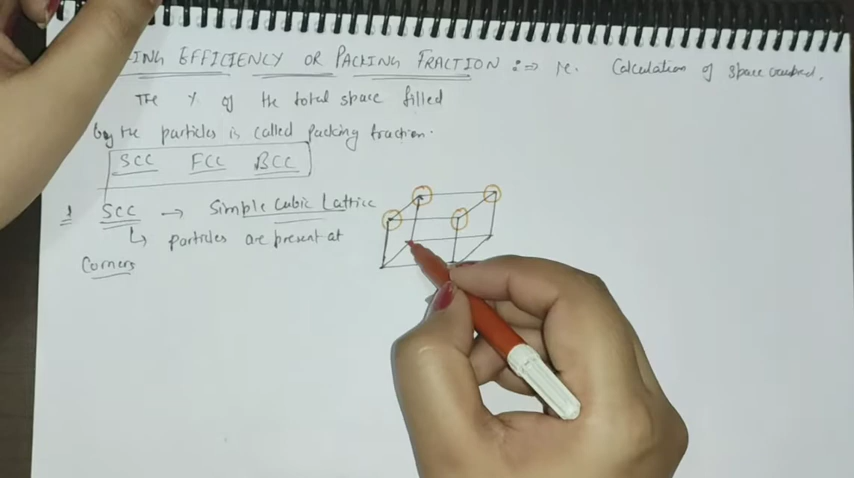 ING EFFICIENCY OR PACKING FRACTION :⇒ Calculation of space
The % of the total space filled
by the particles is called packing fraction.
SCC FCC BCC
1 SCC → Simple Cubic Lattice
↳ particles are present at
Corners